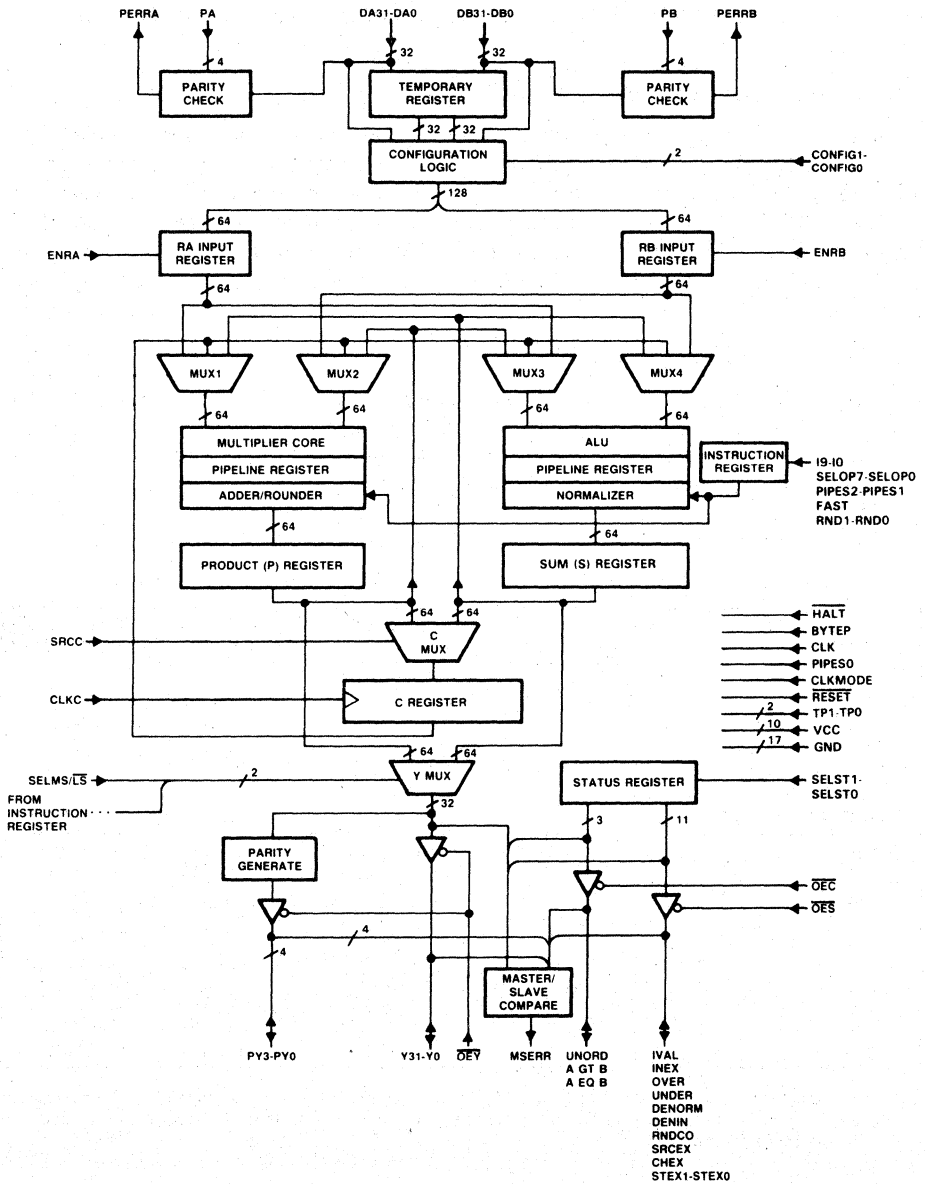 PERRA PA DA31-DA0 DB31-DB0 PB PERRB
4 32 32 4
PARITY
CHECK
TEMPORARY
REGISTER
PARITY
CHECK
32 32
CONFIGURATION
LOGIC
2
CONFIG1-
CONFIG0
128
64 64
ENRA
RA INPUT
REGISTER
RB INPUT
REGISTER
ENRB
64 64
MUX1 MUX2 MUX3 MUX4
64 64 64 64
MULTIPLIER CORE
PIPELINE REGISTER
ADDER/ROUNDER
ALU
PIPELINE REGISTER
NORMALIZER
INSTRUCTION
REGISTER
I9-I0
SELOP7-SELOP0
PIPES2-PIPES1
FAST
RND1-RND0
64 64
PRODUCT (P) REGISTER
SUM (S) REGISTER
64 64
SRCC
C
MUX
CLKC
C REGISTER
HALT
BYTEP
CLK
PIPES0
CLKMODE
RESET
2 TP1-TP0
10 VCC
17 GND
64 64
SELMS/LS
2
Y MUX
FROM
INSTRUCTION
REGISTER
32
STATUS REGISTER
SELST1-
SELST0
3 11
PARITY
GENERATE
OEC
OES
4
4
MASTER/
SLAVE
COMPARE
PY3-PY0 Y31-Y0 OEY MSERR
UNORD
A GT B
A EQ B
IVAL
INEX
OVER
UNDER
DENORM
DENIN
RNDCO
SRCEX
CHEX
STEX1-STEX0